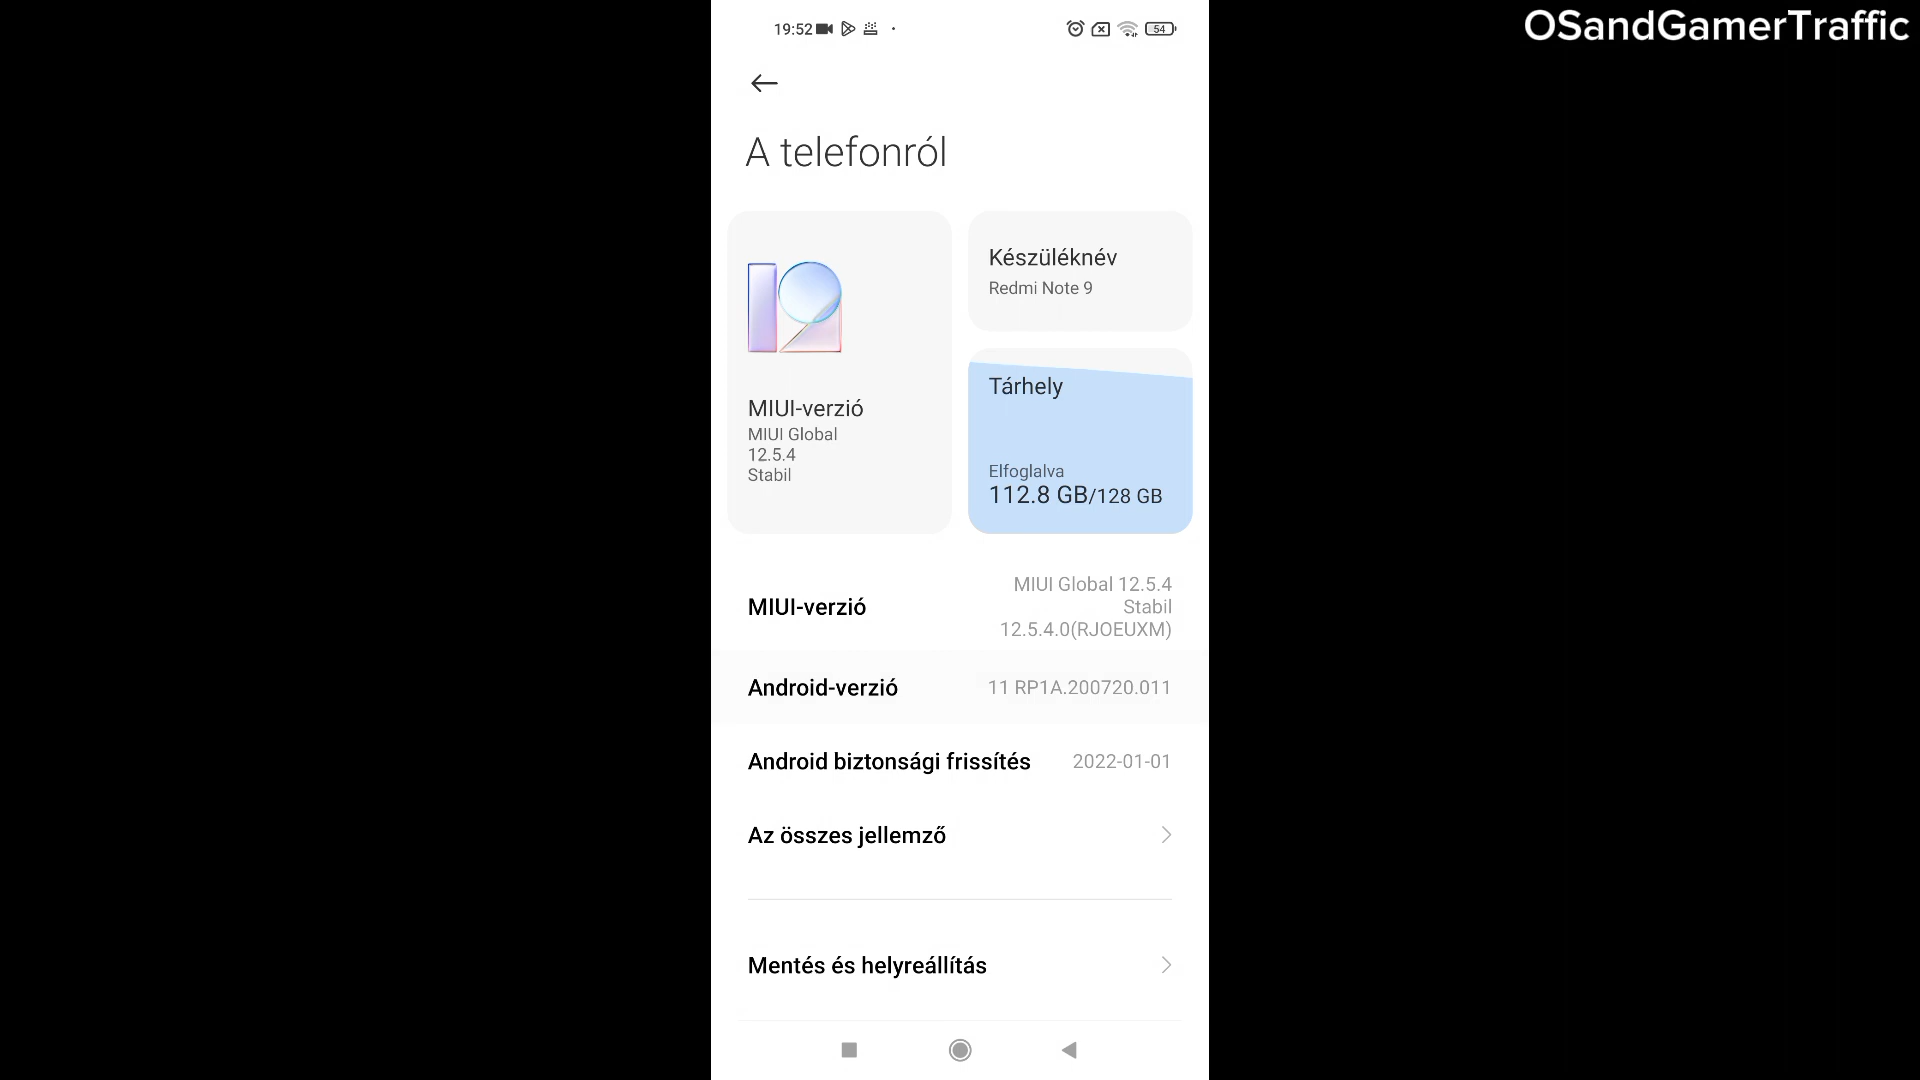 OSandGamerTraffic
19:52
54
A telefonról
MIUI-verzió
MIUI Global
12.5.4
Stabil
Készüléknév
Redmi Note 9
Tárhely
Elfoglalva
112.8 GB/128 GB
MIUI-verzió
MIUI Global 12.5.4
Stabil
12.5.4.0(RJOEUXM)
Android-verzió 11 RP1A.200720.011
Android biztonsági frissítés 2022-01-01
Az összes jellemző
Mentés és helyreállítás